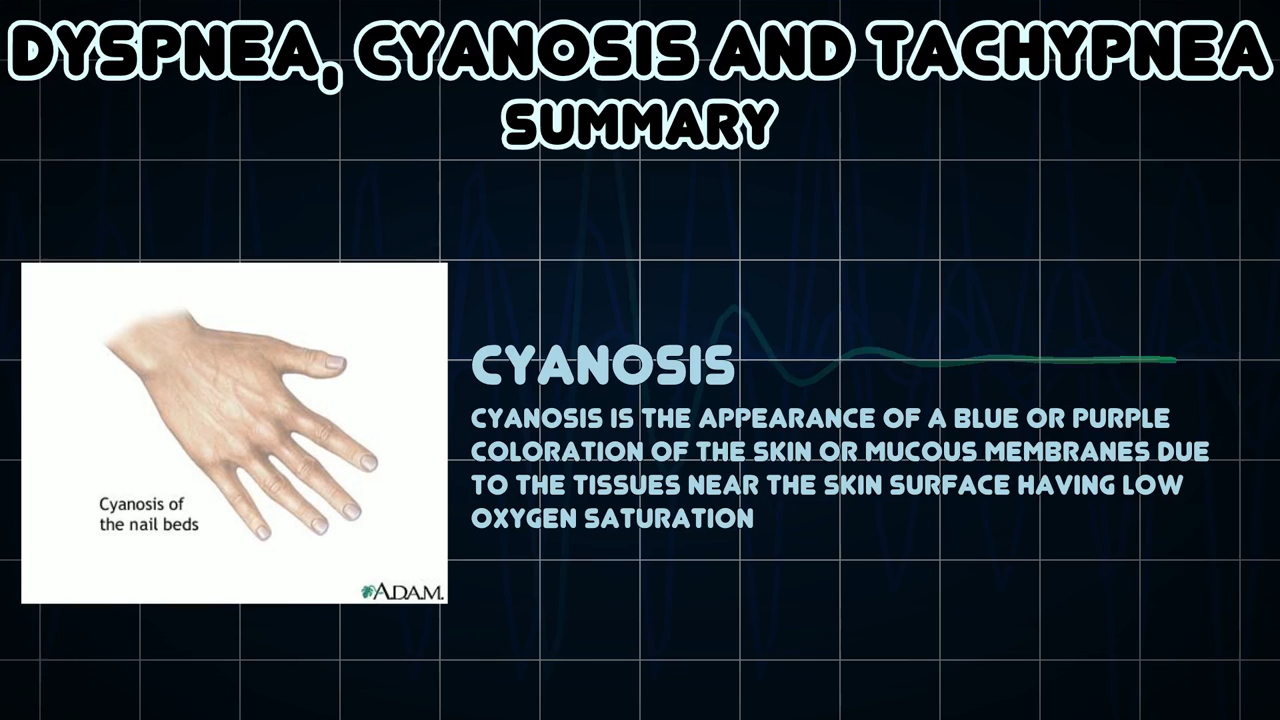 DYSPNEA, CYANOSIS AND TACHYPNEA
SUMMARY
CYANOSIS
CYANOSIS IS THE APPEARANCE OF A BLUE OR PURPLE
COLORATION OF THE SKIN OR MUCOUS MEMBRANES DUE
TO THE TISSUES NEAR THE SKIN SURFACE HAVING LOW
OXYGEN SATURATION
Cyanosis of
the nail beds
ADAM.